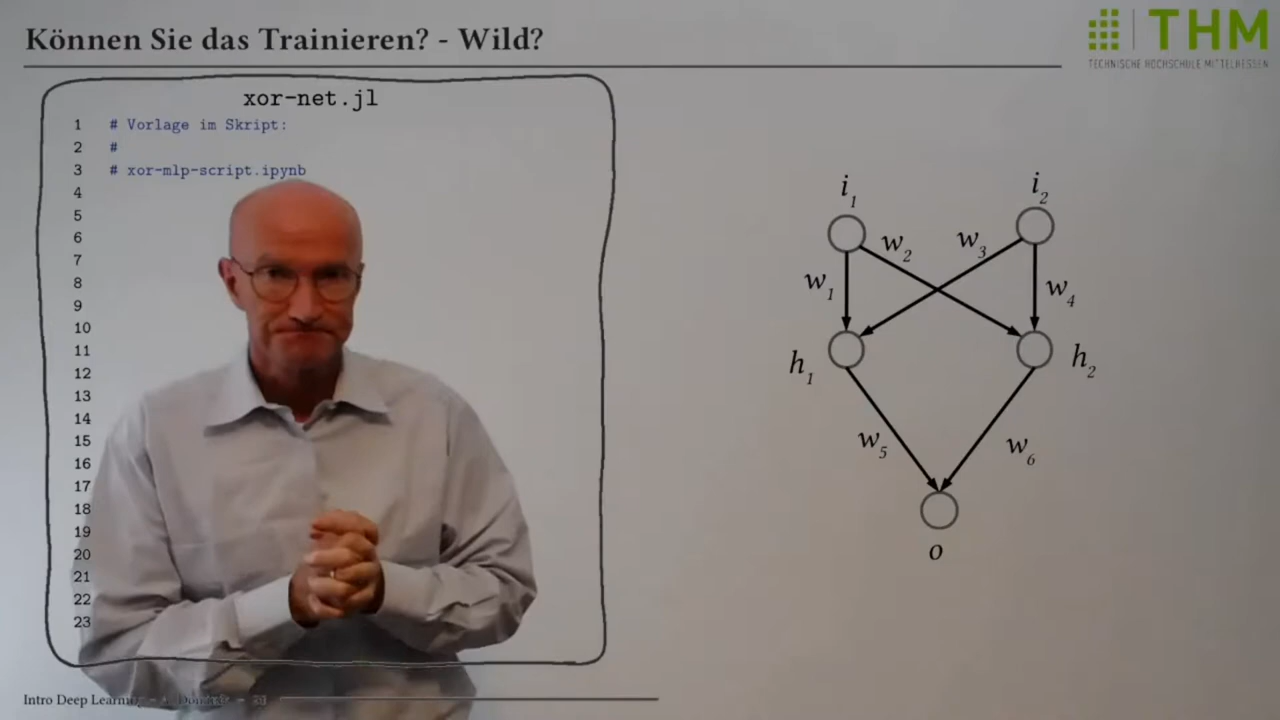 Können Sie das Trainieren? - Wild?
THM
TECHNISCHE HOCHSCHULE MITTELHESSEN
xor-net.jl
1 # Vorlage im Skript:
2 #
3 # xor-mlp-script.ipynb
4
5
6
7
8
9
10
11
12
13
14
15
16
17
18
19
20
21
22
23
i1 i2
w2 w3
w1 w4
h1 h2
w5 w6
o
Intro Deep Learning